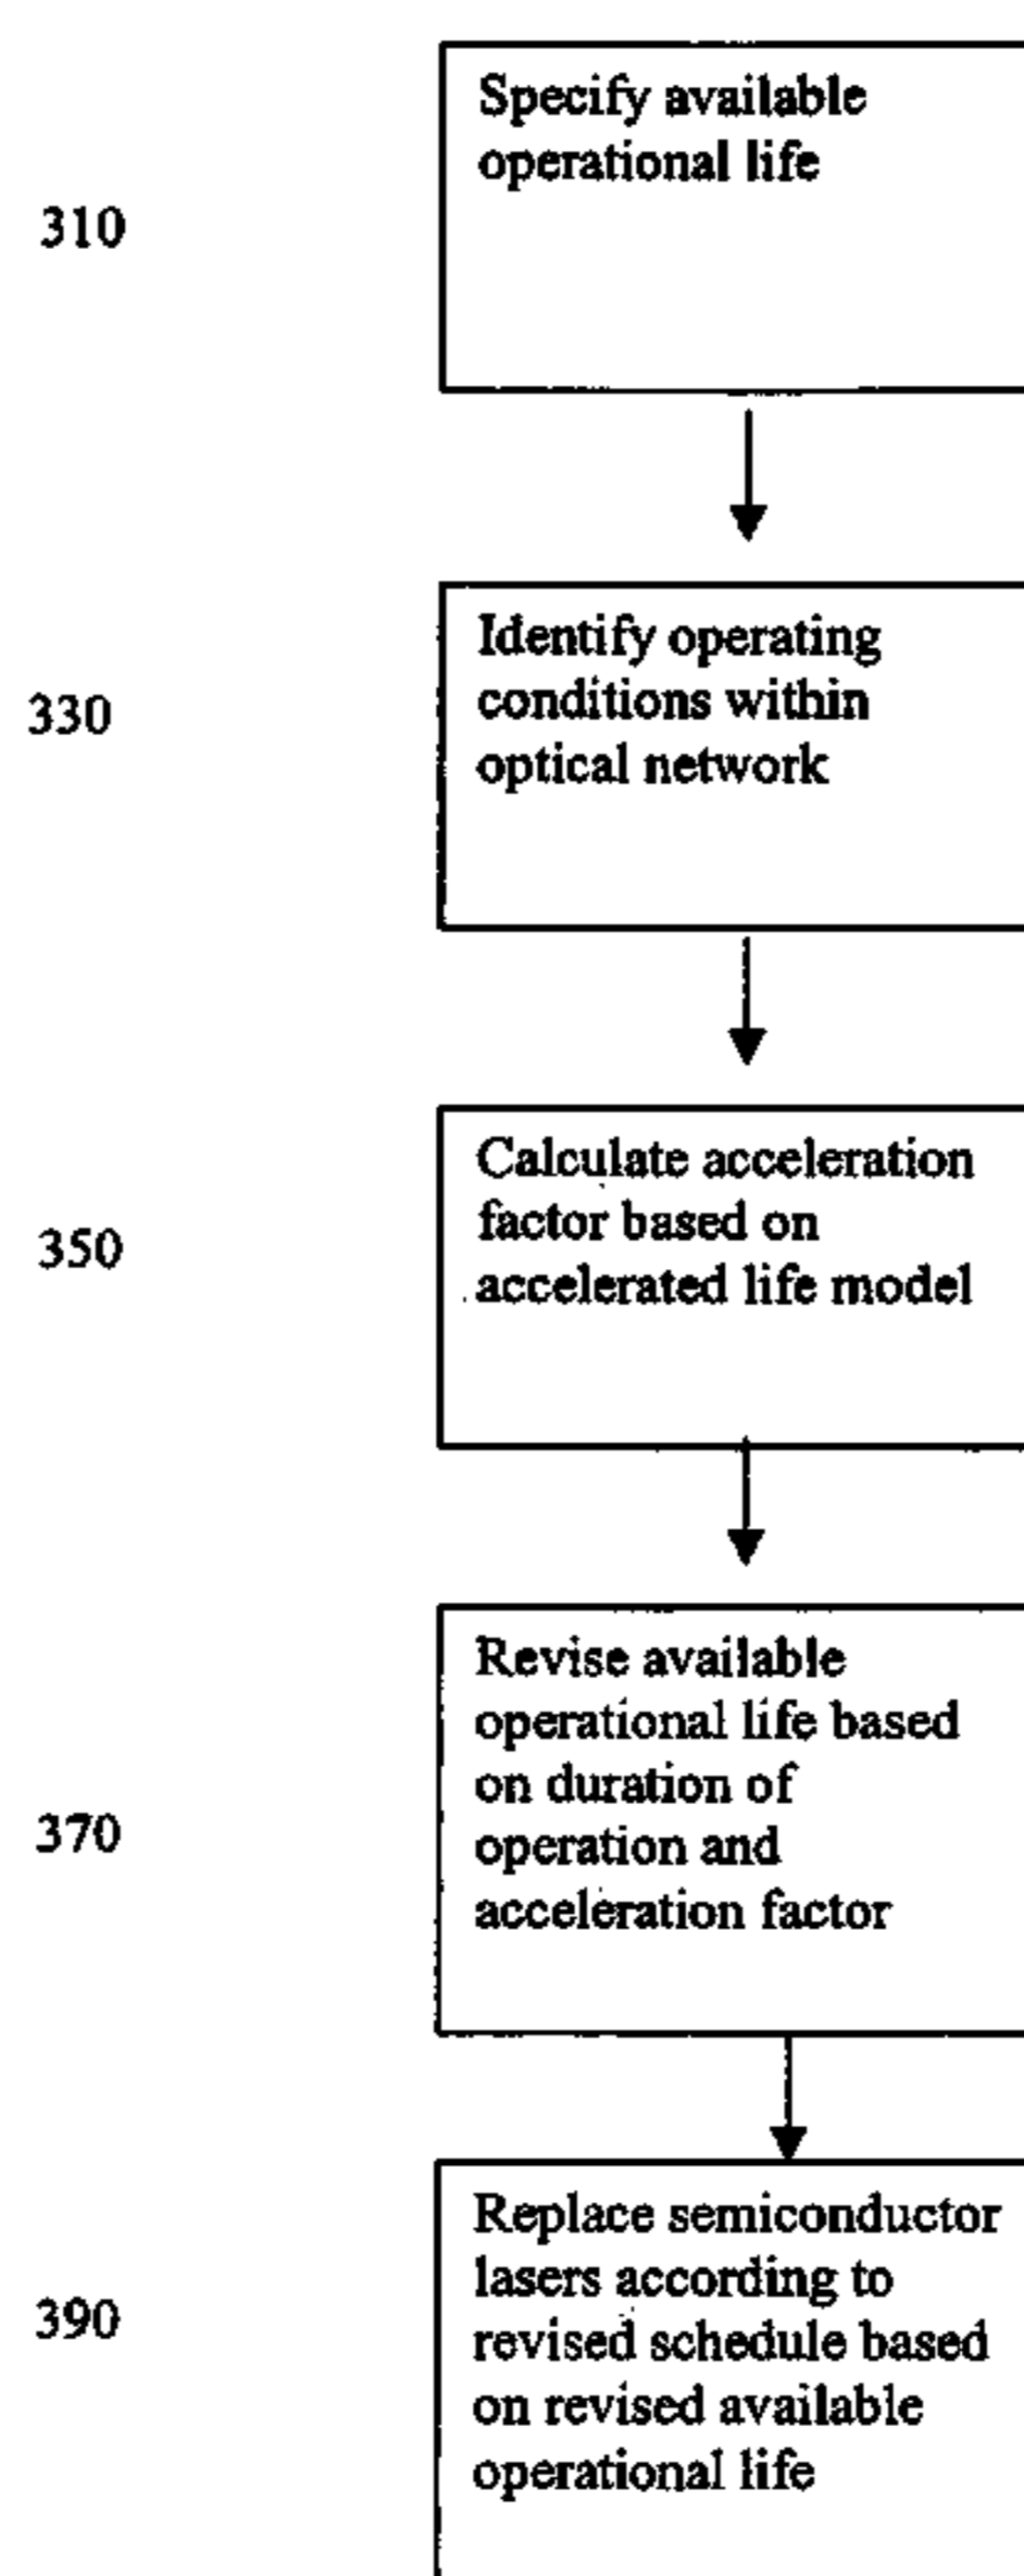 Specify available
operational life
310
Identify operating
conditions within
optical network
330
Calculate acceleration
factor based on
accelerated life model
350
Revise available
operational life based
on duration of
operation and
acceleration factor
370
Replace semiconductor
lasers according to
revised schedule based
on revised available
operational life
390